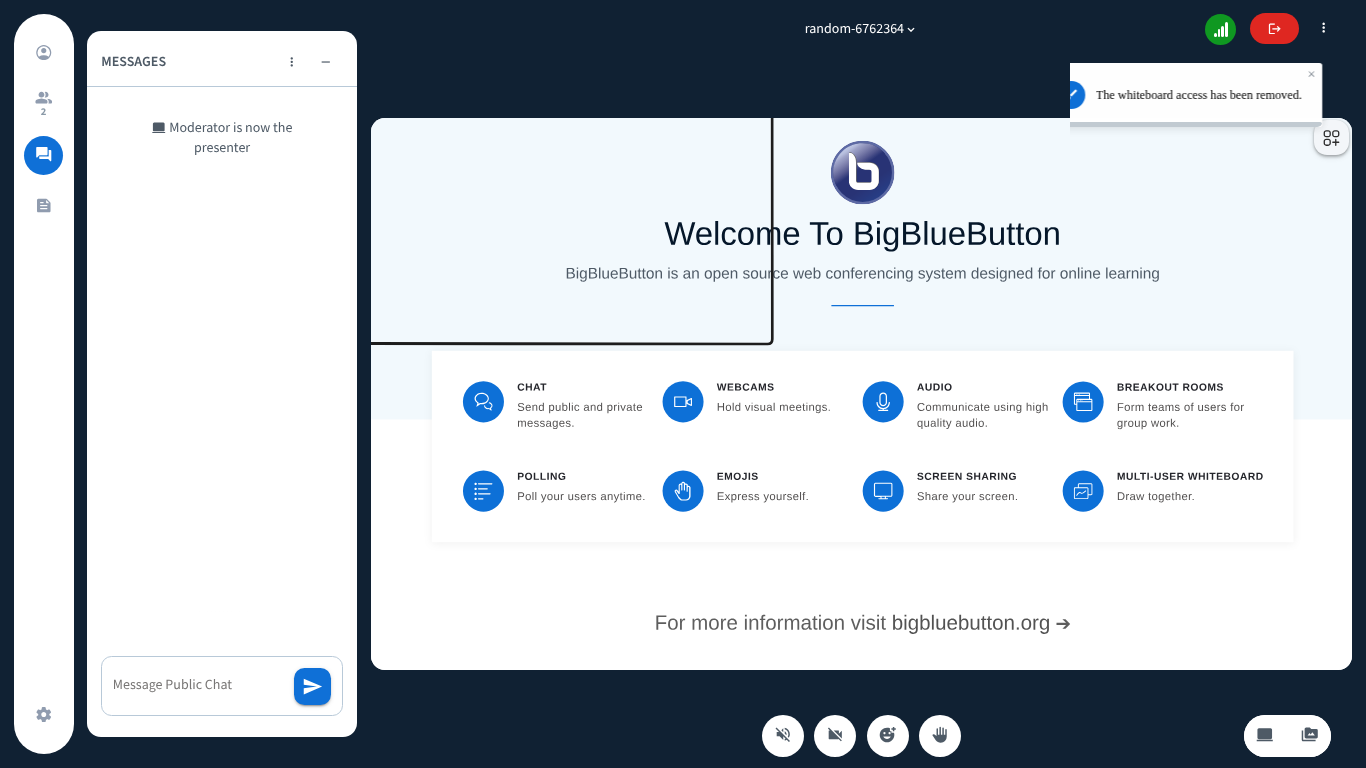 random-6762364
MESSAGES
2
Moderator is now the
presenter
Message Public Chat
The whiteboard access has been removed.
Welcome To BigBlueButton
BigBlueButton is an open source web conferencing system designed for online learning
CHAT
Send public and private
messages.
WEBCAMS
Hold visual meetings.
AUDIO
Communicate using high
quality audio.
BREAKOUT ROOMS
Form teams of users for
group work.
POLLING
Poll your users anytime.
EMOJIS
Express yourself.
SCREEN SHARING
Share your screen.
MULTI-USER WHITEBOARD
Draw together.
For more information visit bigbluebutton.org ➔